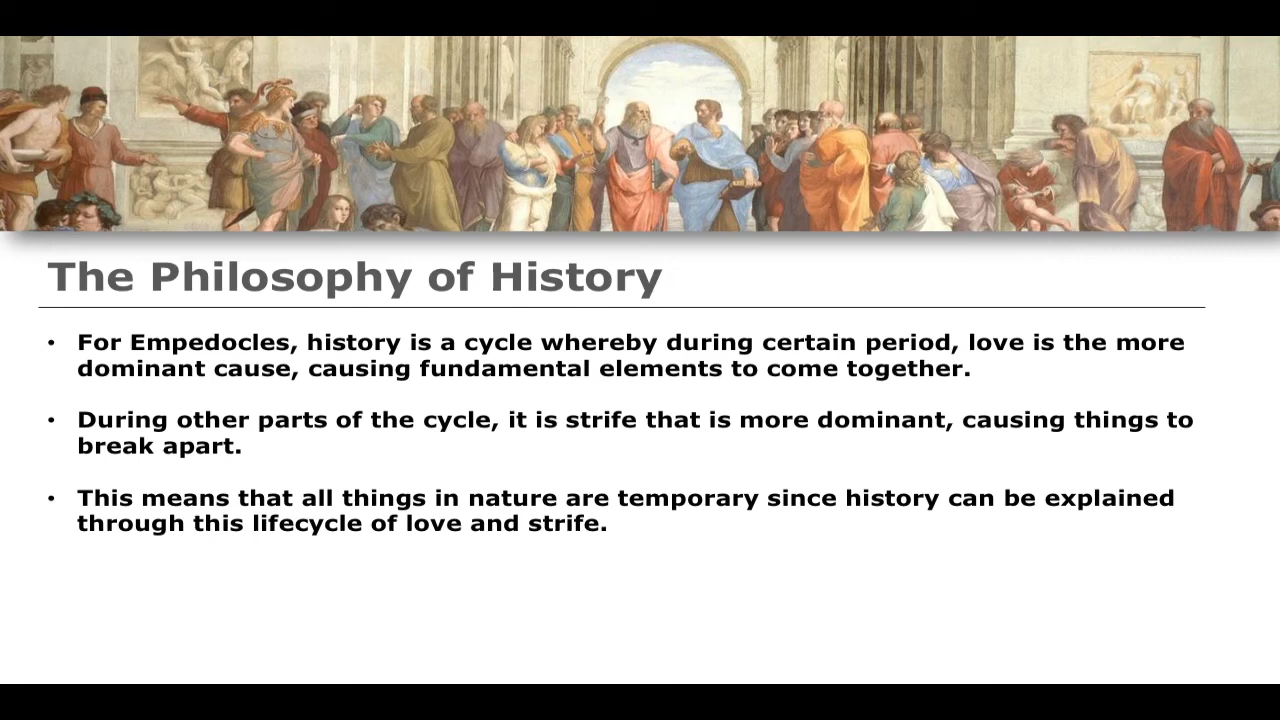 The Philosophy of History
• For Empedocles, history is a cycle whereby during certain period, love is the more
dominant cause, causing fundamental elements to come together.
• During other parts of the cycle, it is strife that is more dominant, causing things to
break apart.
• This means that all things in nature are temporary since history can be explained
through this lifecycle of love and strife.